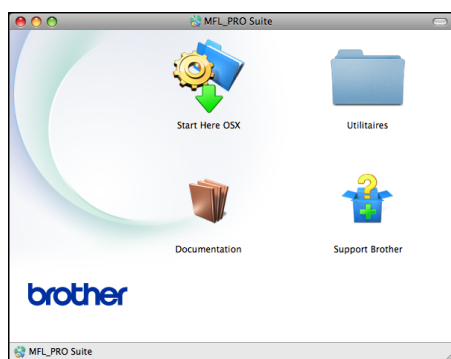 MFL_PRO Suite
Start Here OSX
Utilitaires
Documentation
Support Brother
brother
MFL_PRO Suite